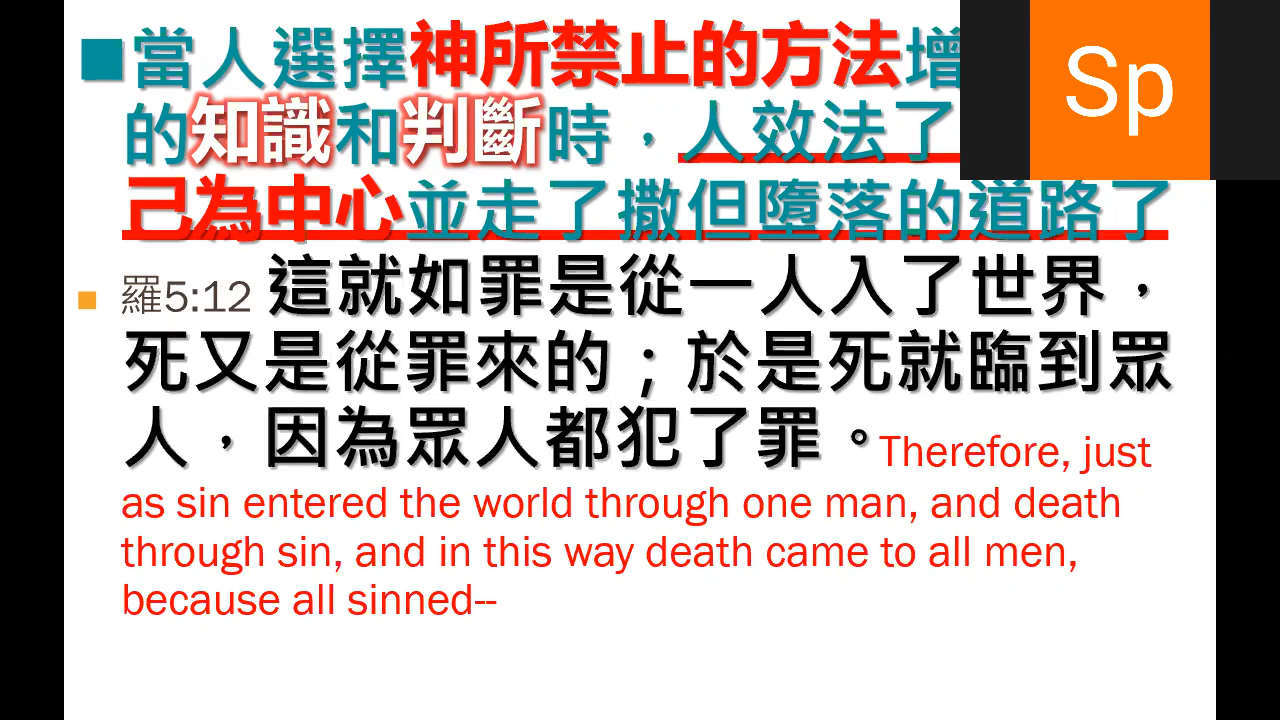 當人選擇神所禁止的方法增
Sp
的知識和判斷時，人效法了
己為中心並走了撒但墮落的道路了
羅5:12 這就如罪是從一人入了世界，
死又是從罪來的；於是死就臨到眾
人，因為眾人都犯了罪。Therefore, just
as sin entered the world through one man, and death
through sin, and in this way death came to all men,
because all sinned--